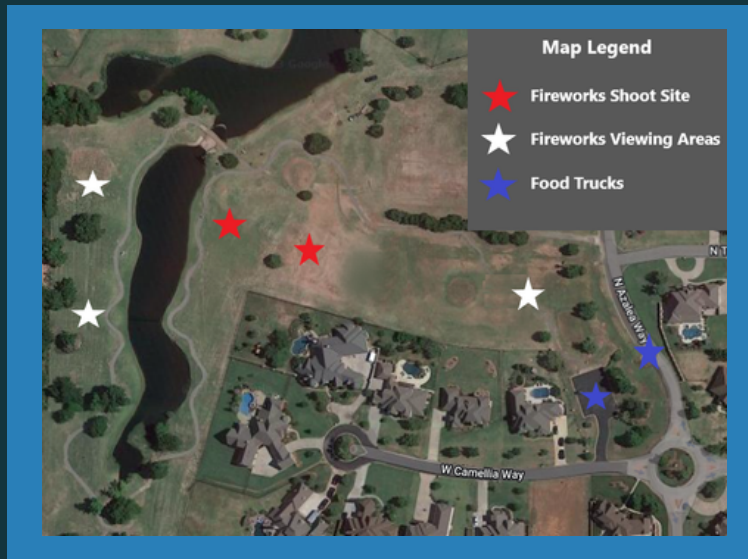 Map Legend
Fireworks Shoot Site
Fireworks Viewing Areas
Food Trucks
N T
N Azalea Way
W Camellia Way